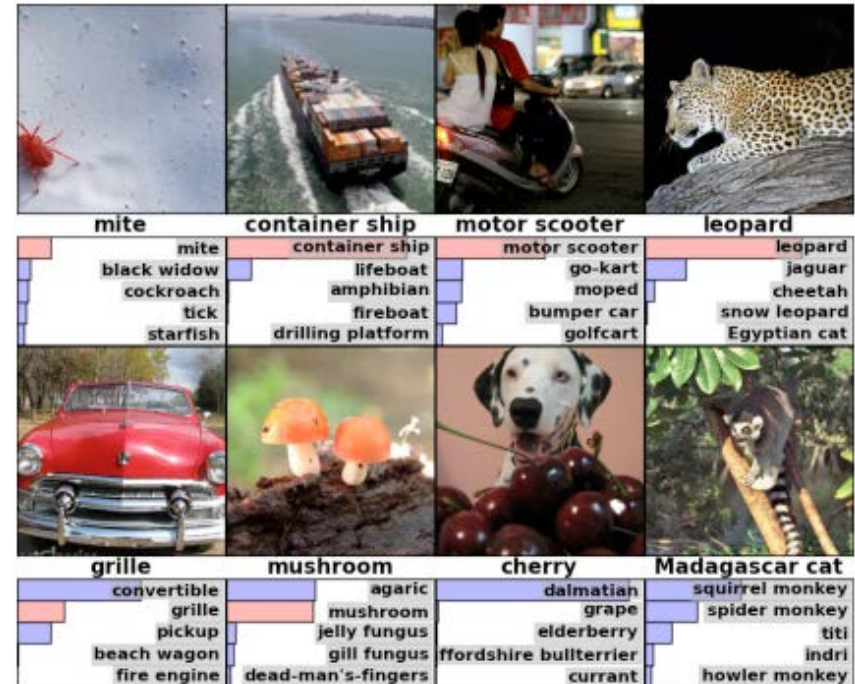 mite
container ship
motor scooter
leopard
mite
black widow
cockroach
tick
starfish
container ship
lifeboat
amphibian
fireboat
drilling platform
motor scooter
go-kart
moped
bumper car
golfcart
leopard
jaguar
cheetah
snow leopard
Egyptian cat
grille
mushroom
cherry
Madagascar cat
convertible
grille
pickup
beach wagon
fire engine
agaric
mushroom
jelly fungus
gill fungus
dead-man's-fingers
dalmatian
grape
elderberry
ffordshire bullterrier
currant
squirrel monkey
spider monkey
titi
indri
howler monkey